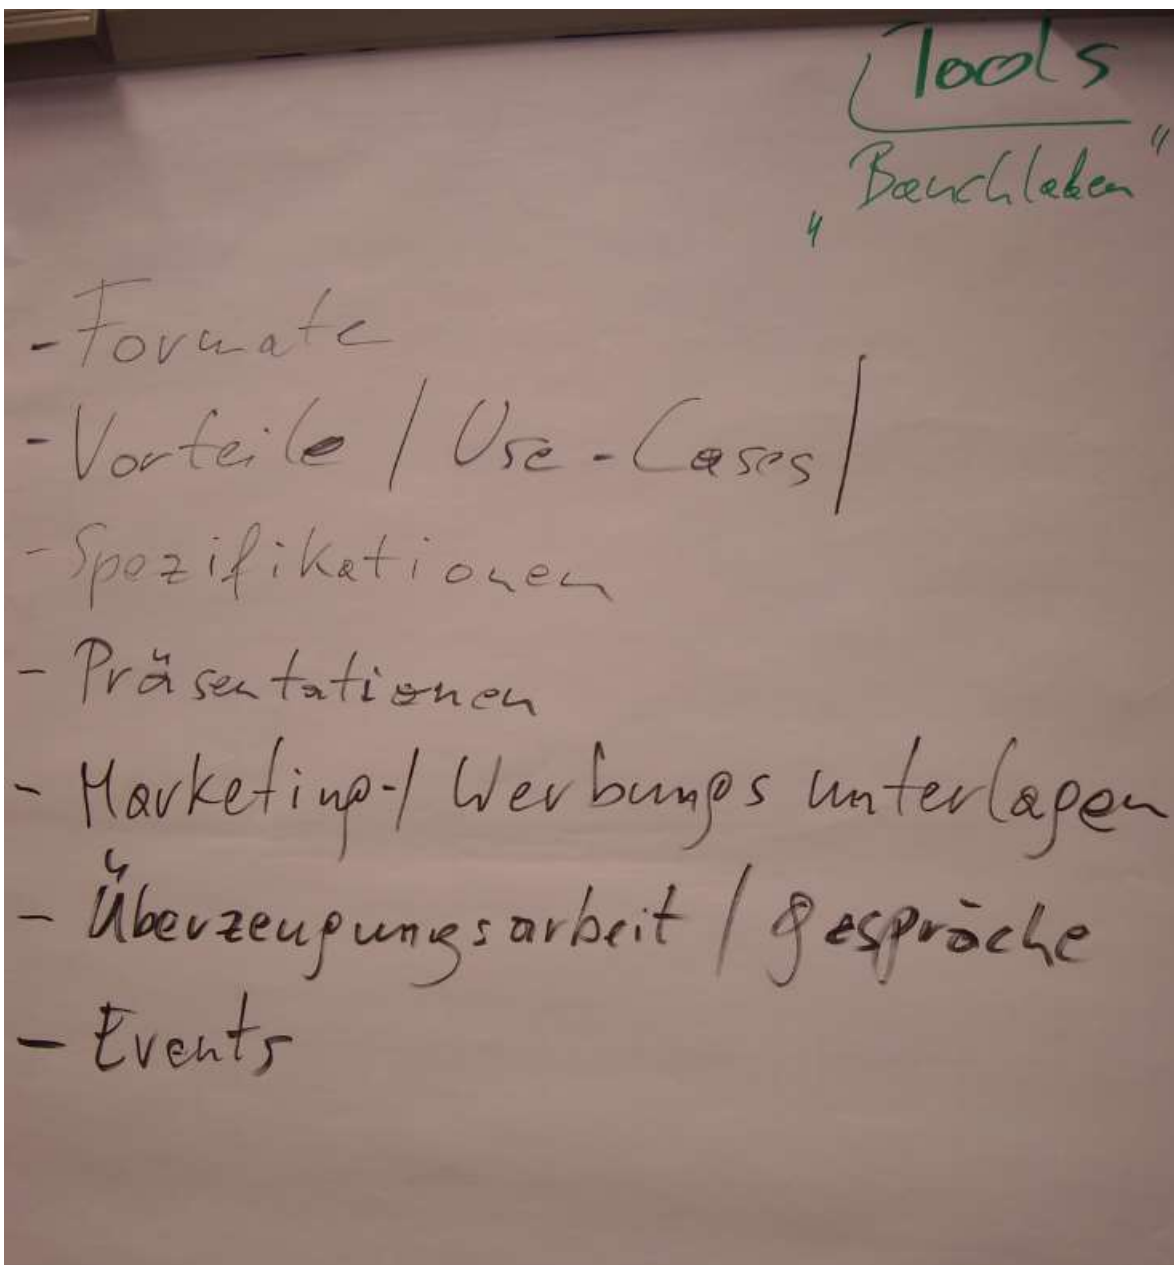 Tools
„Bauchladen"
- Formate
- Vorteile / Use-Cases /
- Spezifikationen
- Präsentationen
- Marketing-/ Werbungsunterlagen
- Überzeugungsarbeit / gespräche
- Events